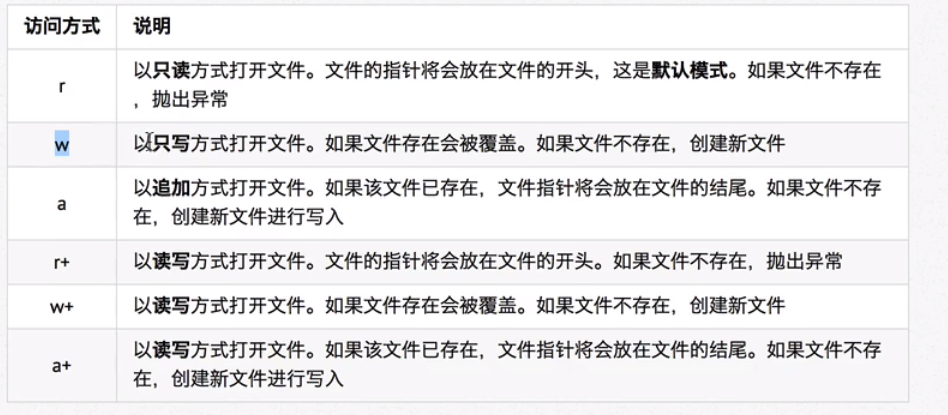 访问方式 说明
r 以只读方式打开文件。文件的指针将会放在文件的开头，这是默认模式。如果文件不存在
，抛出异常
w 以只写方式打开文件。如果文件存在会被覆盖。如果文件不存在，创建新文件
a 以追加方式打开文件。如果该文件已存在，文件指针将会放在文件的结尾。如果文件不存
在，创建新文件进行写入
r+ 以读写方式打开文件。文件的指针将会放在文件的开头。如果文件不存在，抛出异常
w+ 以读写方式打开文件。如果文件存在会被覆盖。如果文件不存在，创建新文件
a+ 以读写方式打开文件。如果该文件已存在，文件指针将会放在文件的结尾。如果文件不存
在，创建新文件进行写入